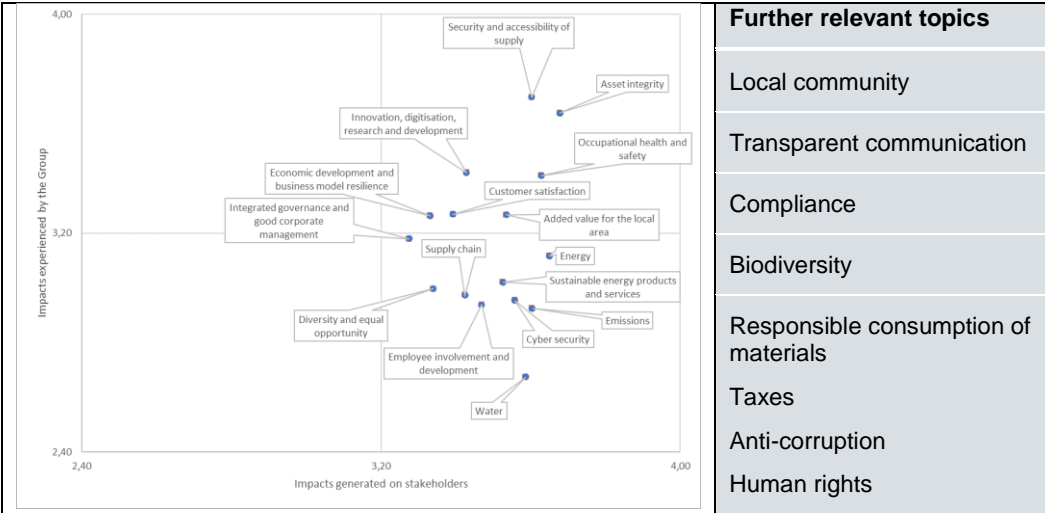 4,00
Security and accessibility of
supply
Asset integrity
Innovation, digitisation,
research and development
Occupational health and
safety
Economic development and
business model resilience
Customer satisfaction
Integrated governance and
good corporate
management
Added value for the local
area
3,20
Supply chain
Energy
Sustainable energy products
and services
Diversity and equal
opportunity
Emissions
Cyber security
Employee involvement and
development
Water
2,40
2,40
3,20
4,00
Impacts experienced by the Group
Impacts generated on stakeholders
Further relevant topics
Local community
Transparent communication
Compliance
Biodiversity
Responsible consumption of
materials
Taxes
Anti-corruption
Human rights